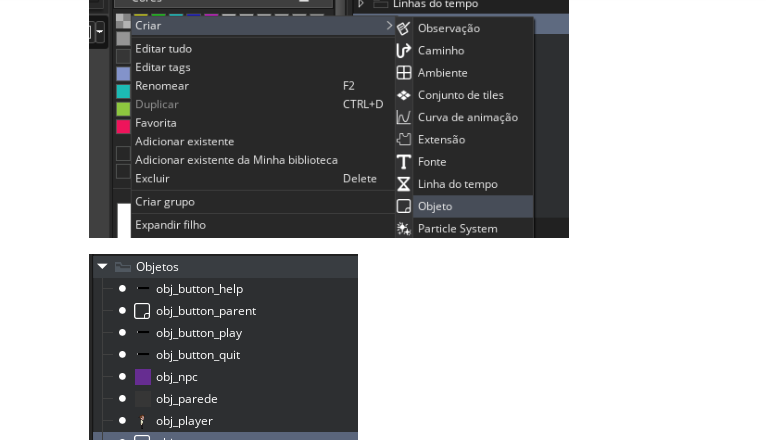 Linhas do tempo
Criar
Editar tudo
Editar tags
Renomear F2
Duplicar CTRL+D
Favorita
Adicionar existente
Adicionar existente da Minha biblioteca
Excluir Delete
Criar grupo
Expandir filho
Observação
Caminho
Ambiente
Conjunto de tiles
Curva de animação
Extensão
Fonte
Linha do tempo
Objeto
Particle System
Objetos
obj_button_help
obj_button_parent
obj_button_play
obj_button_quit
obj_npc
obj_parede
obj_player